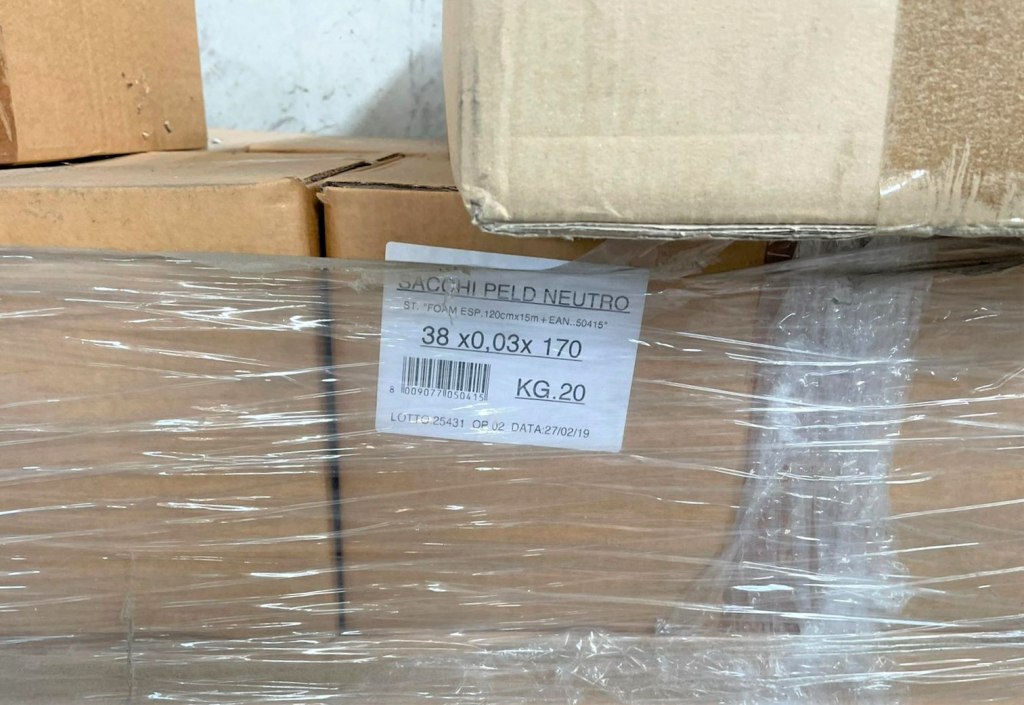 SACCHI PELD NEUTRO
ST. "FOAM ESP.120cmx15m + EAN..50415"
38 x0,03x 170
8 009077 050415
KG.20
LOTTO 25431 OP.02 DATA:27/02/19